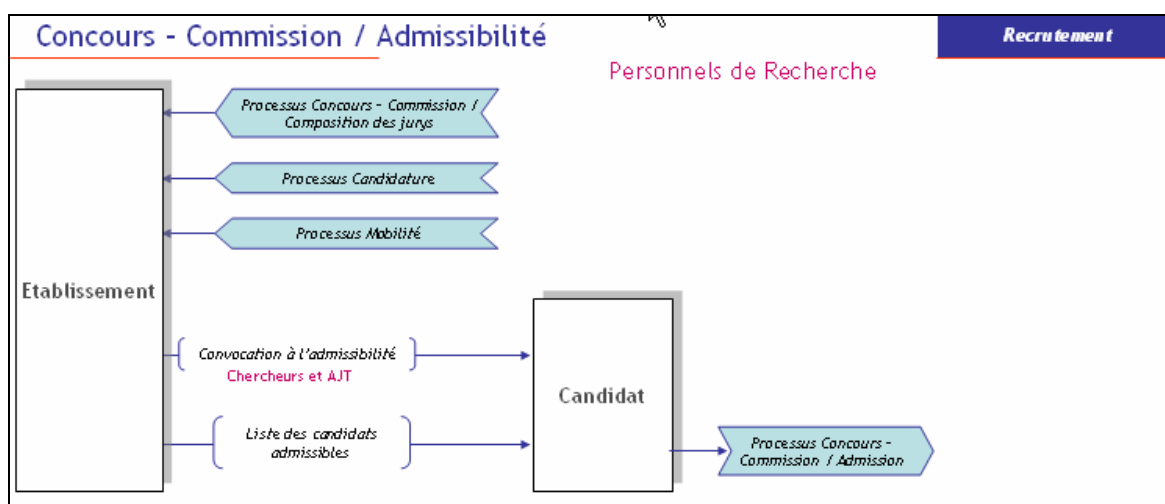 Concours - Commission / Admissibilité
Recrutement
Personnels de Recherche
Processus Concours - Commission /
Composition des jurys
Processus Candidature
Processus Mobilité
Etablissement
Convocation à l'admissibilité
Chercheurs et AJT
Candidat
Liste des candidats
admissibles
Processus Concours -
Commission / Admission